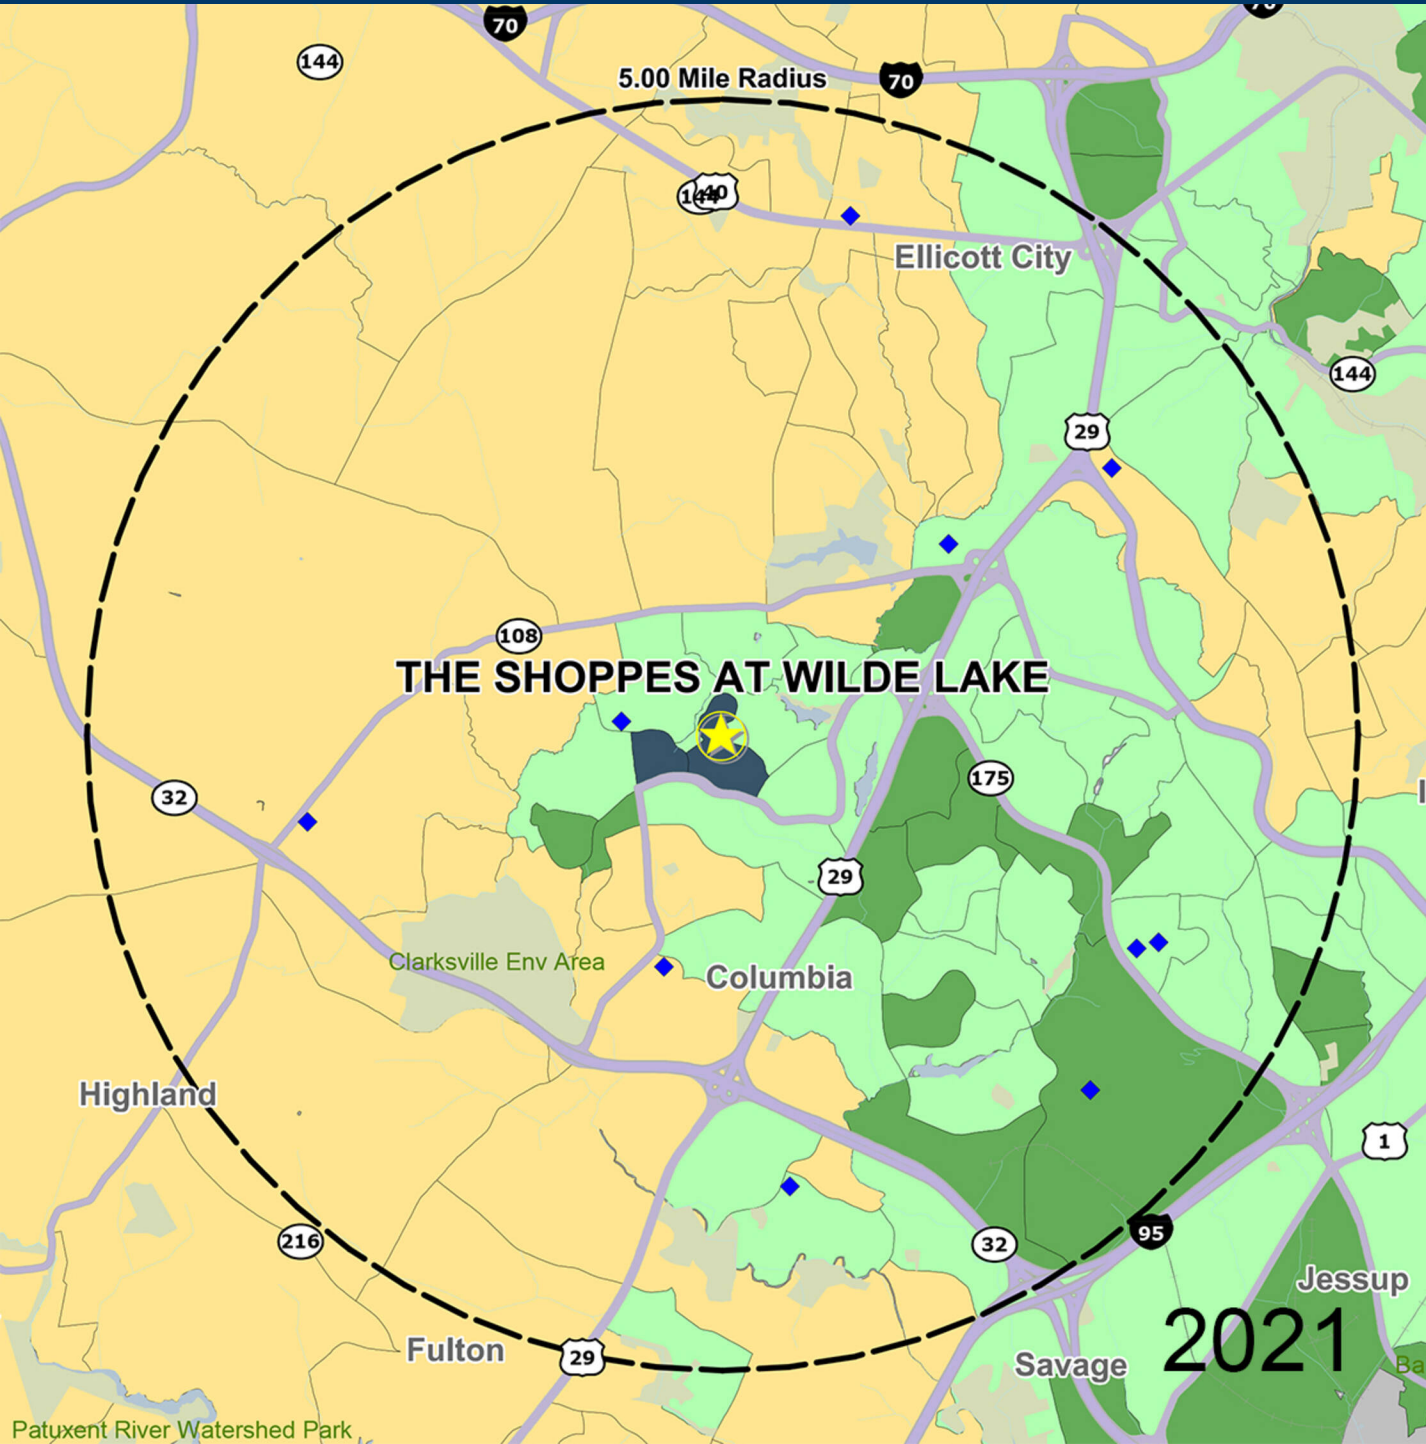 70
70
144
5.00 Mile Radius
70
144
40
Ellicott City
144
29
108
THE SHOPPES AT WILDE LAKE
175
32
29
Clarksville Env Area
Columbia
Highland
1
95
216
32
Jessup
2021
Fulton
29
Savage
Ba
Patuxent River Watershed Park